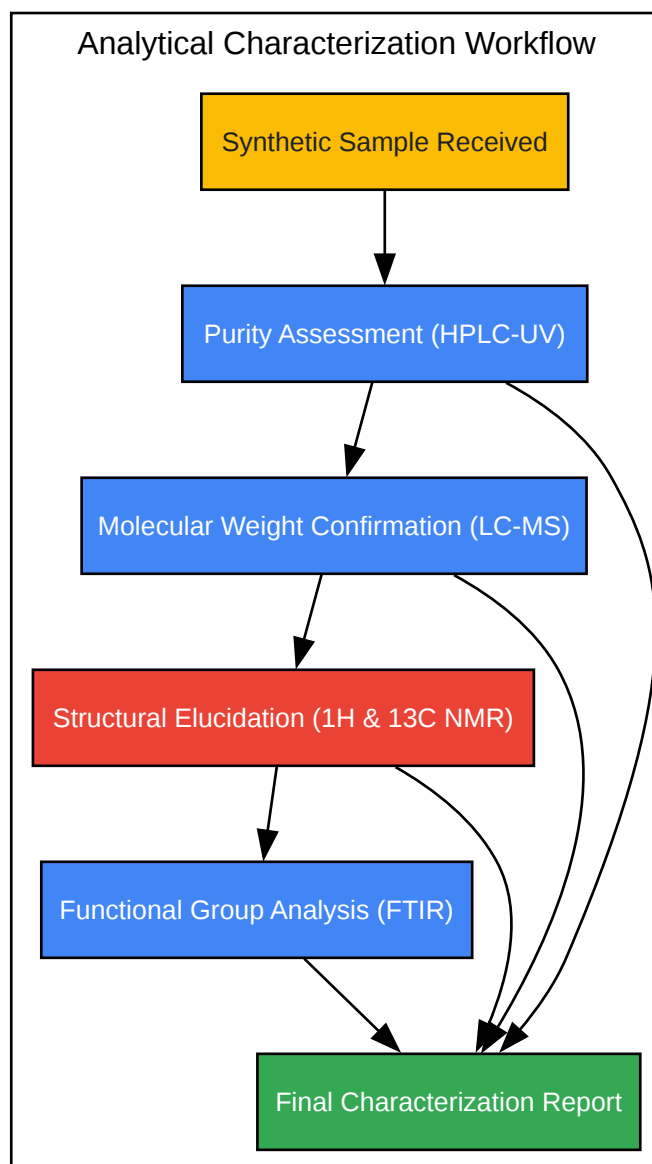 Analytical Characterization Workflow
Synthetic Sample Received
Purity Assessment (HPLC-UV)
Molecular Weight Confirmation (LC-MS)
Structural Elucidation (1H & 13C NMR)
Functional Group Analysis (FTIR)
Final Characterization Report